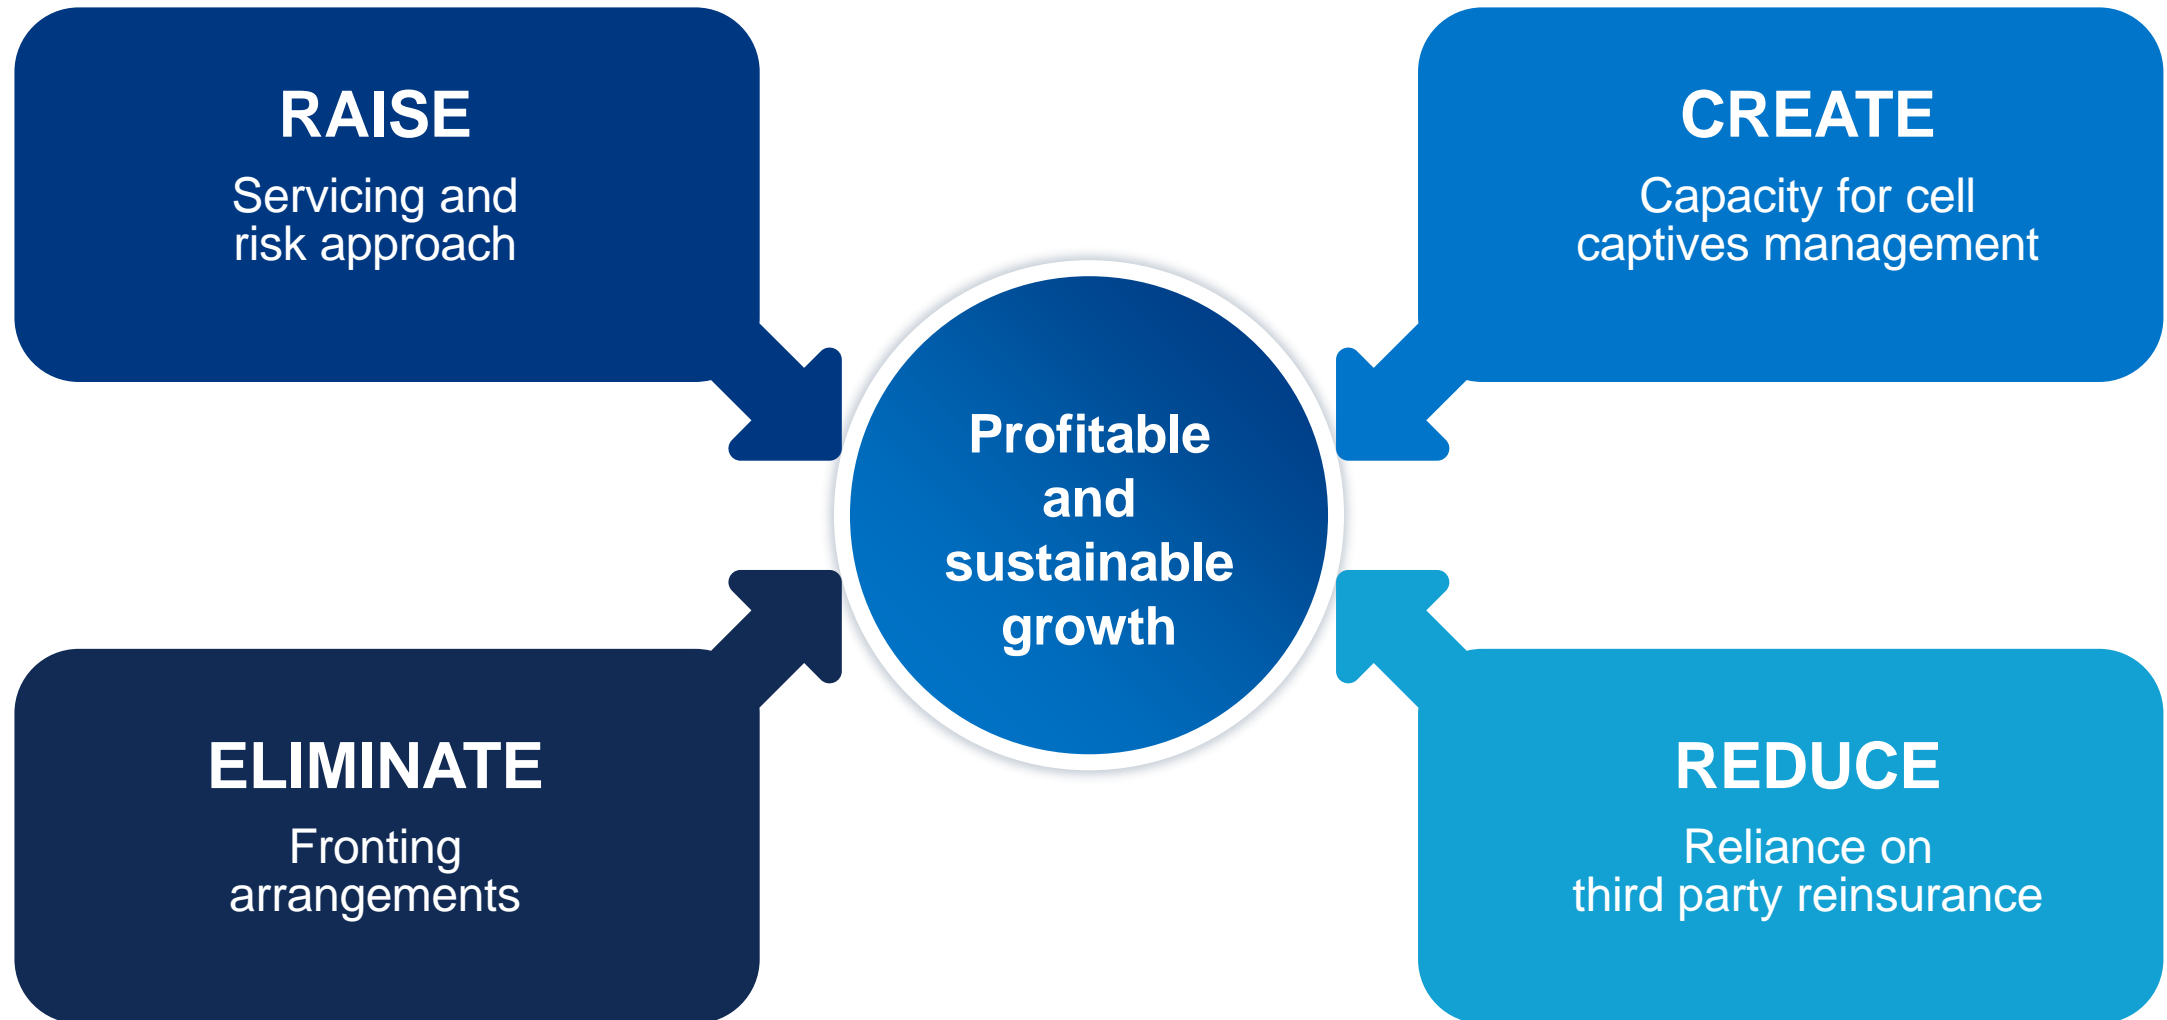 RAISE
Servicing and
risk approach
CREATE
Capacity for cell
captives management
Profitable
and
sustainable
growth
ELIMINATE
Fronting
arrangements
REDUCE
Reliance on
third party reinsurance